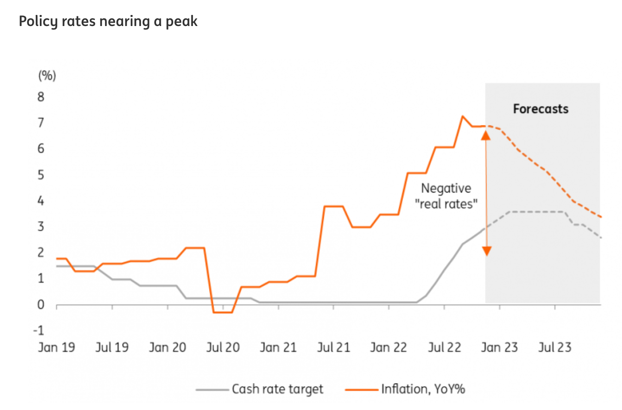 Policy rates nearing a peak
(%)
8
7
6
5
4
3
2
1
0
-1
Forecasts
Negative
"real rates"
Jan 19 Jul 19 Jan 20 Jul 20 Jan 21 Jul 21 Jan 22 Jul 22 Jan 23 Jul 23
Cash rate target Inflation, YoY%